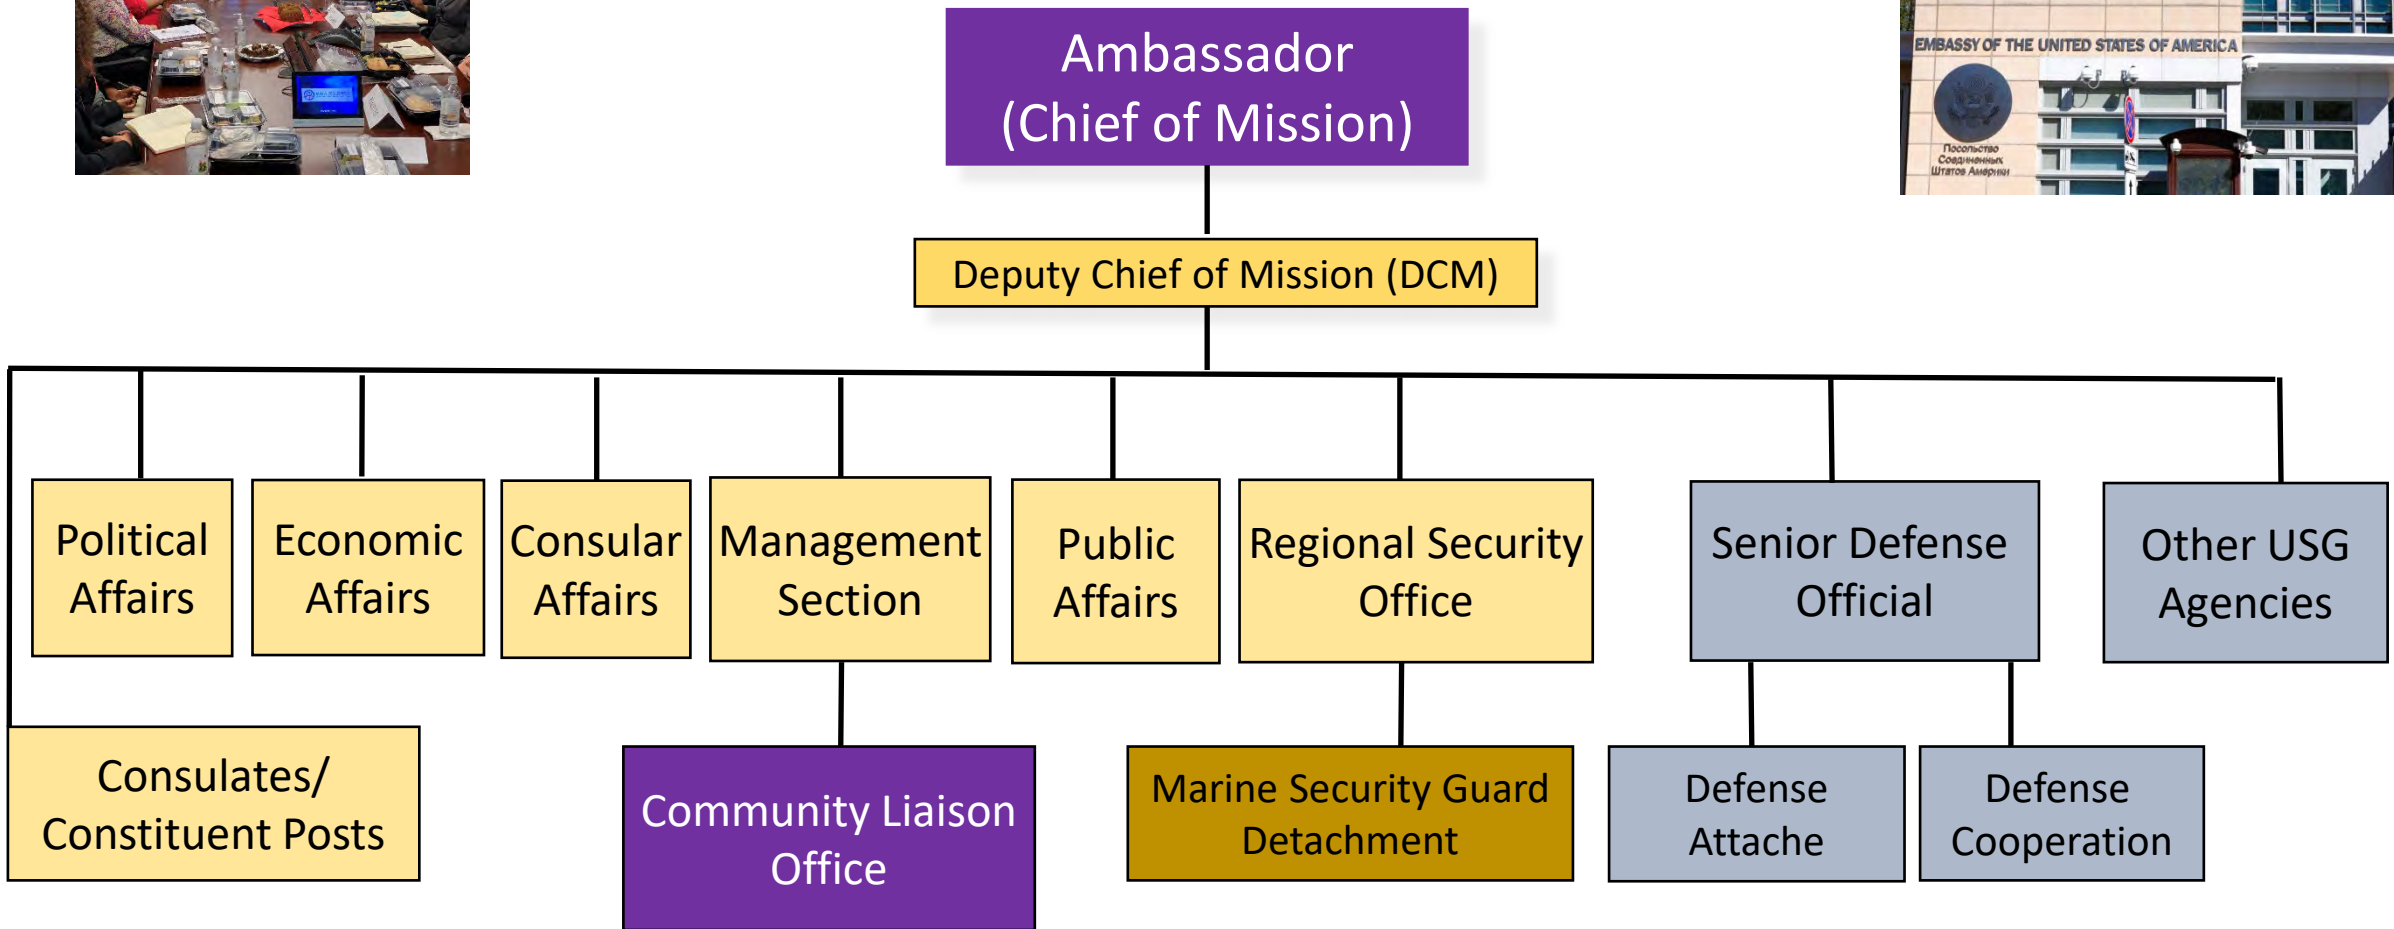 EMBASSY OF THE UNITED STATES OF AMERICA
Посольство
Соединенных
Штатов Америки
Ambassador
(Chief of Mission)
Deputy Chief of Mission (DCM)
Political
Affairs
Economic
Affairs
Consular
Affairs
Management
Section
Public
Affairs
Regional Security
Office
Senior Defense
Official
Other USG
Agencies
Consulates/
Constituent Posts
Community Liaison
Office
Marine Security Guard
Detachment
Defense
Attache
Defense
Cooperation